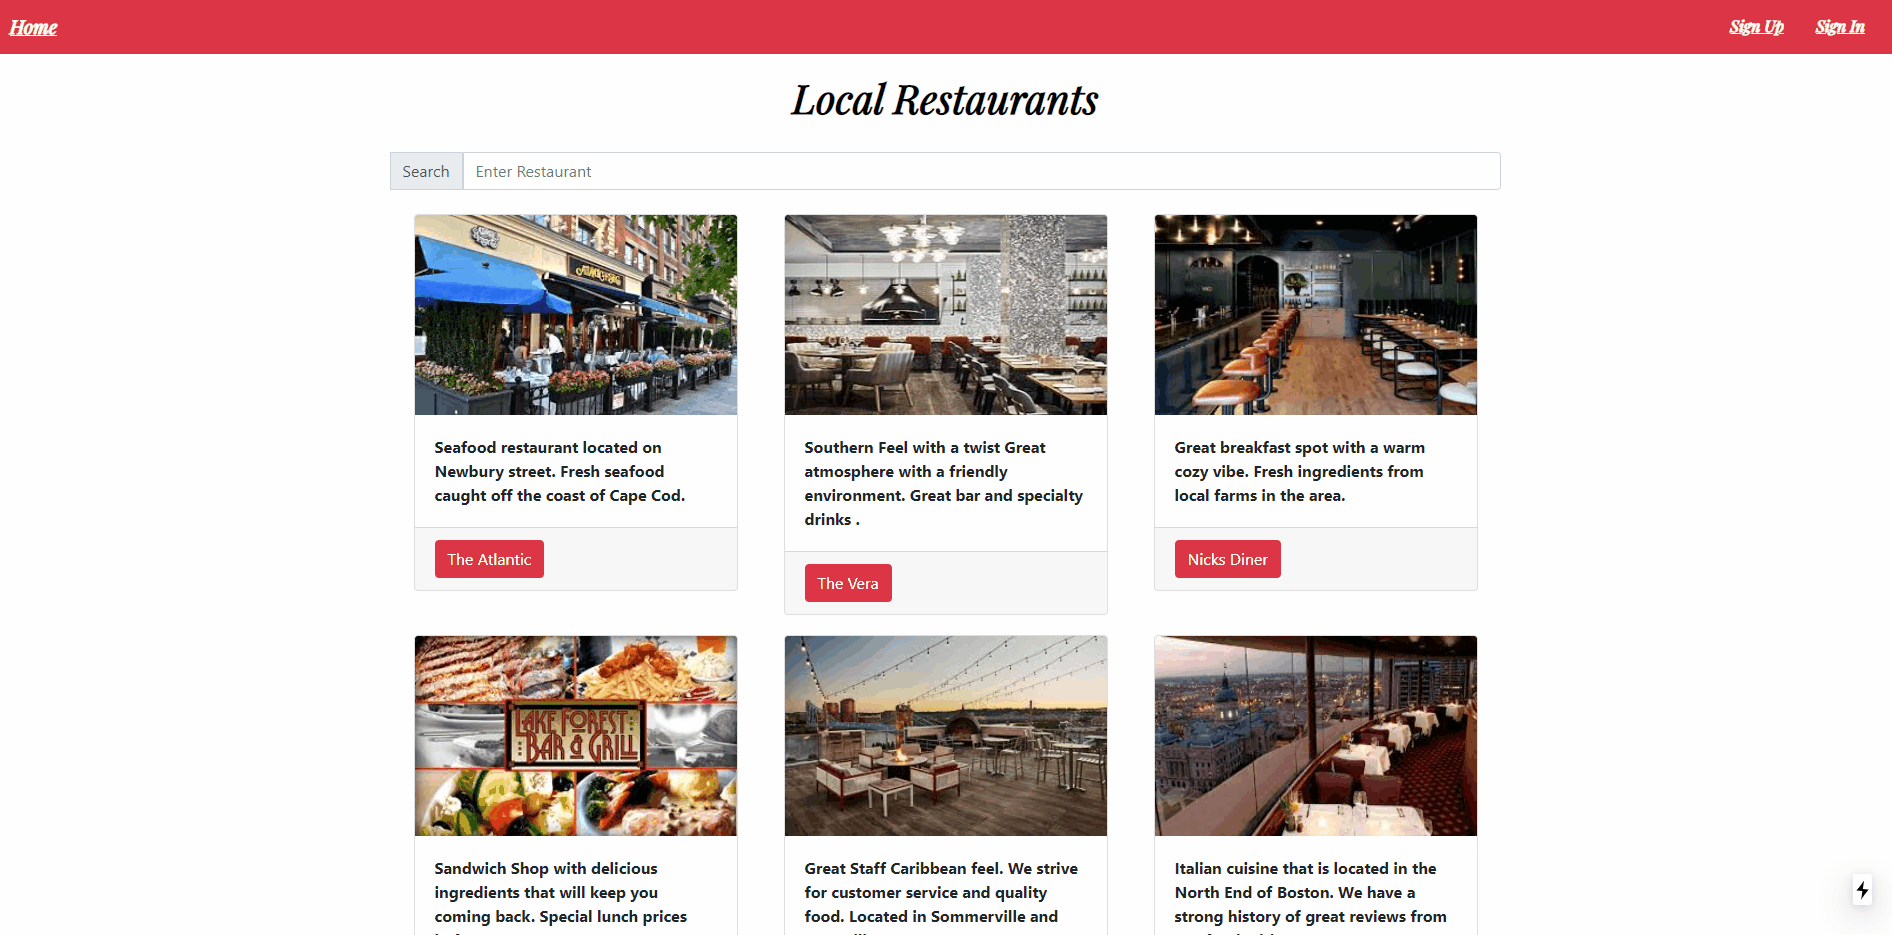 Home
Sign Up
Sign In
Local Restaurants
Search
Enter Restaurant
Seafood restaurant located on
Newbury street. Fresh seafood
caught off the coast of Cape Cod.
The Atlantic
Southern Feel with a twist Great
atmosphere with a friendly
environment. Great bar and specialty
drinks .
The Vera
Great breakfast spot with a warm
cozy vibe. Fresh ingredients from
local farms in the area.
Nicks Diner
LAKE FOREST
BAR & GRILL
Sandwich Shop with delicious
ingredients that will keep you
coming back. Special lunch prices
Great Staff Caribbean feel. We strive
for customer service and quality
food. Located in Sommerville and
Italian cuisine that is located in the
North End of Boston. We have a
strong history of great reviews from